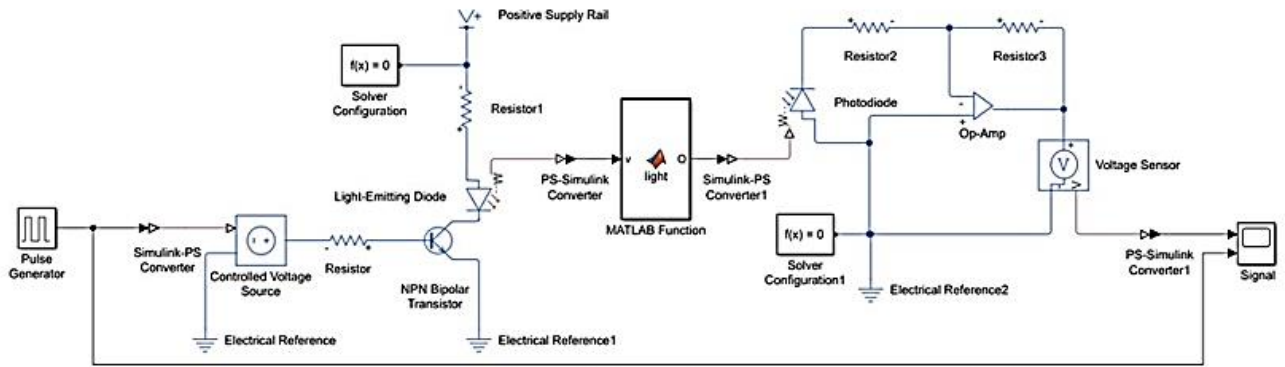 V+
Positive Supply Rail
f(x) = 0
Solver
Configuration
Resistor1
Light-Emitting Diode
W
PS-Simulink
Converter
v
light
O
MATLAB Function
Simulink-PS
Converter1
W
Photodiode
+ -
Resistor2
+ -
Resistor3
-
+
Op-Amp
+
V
-
V
Voltage Sensor
Pulse
Generator
Simulink-PS
Converter
Controlled Voltage
Source
- +
Resistor
NPN Bipolar
Transistor
Electrical Reference
Electrical Reference1
f(x) = 0
Solver
Configuration1
Electrical Reference2
PS-Simulink
Converter1
Signal